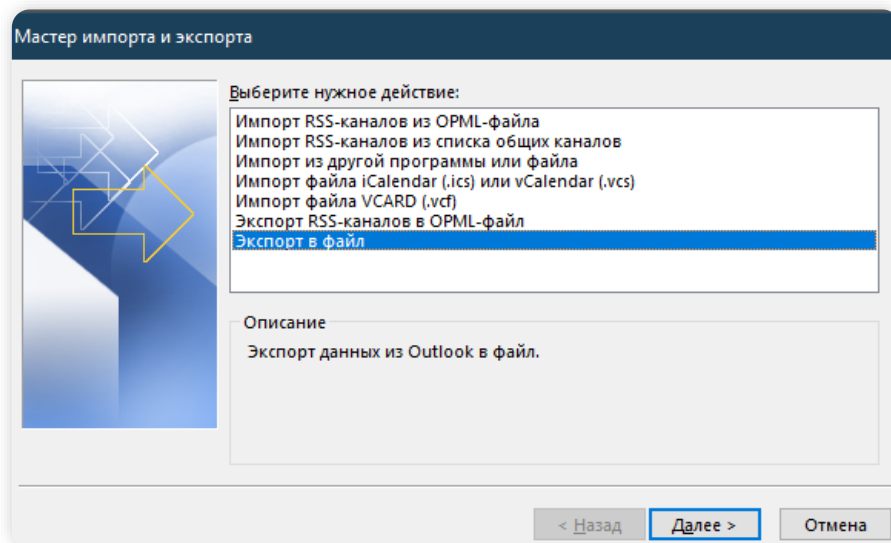 Мастер импорта и экспорта
Выберите нужное действие:
Импорт RSS-каналов из OPML-файла
Импорт RSS-каналов из списка общих каналов
Импорт из другой программы или файла
Импорт файла iCalendar (.ics) или vCalendar (.vcs)
Импорт файла VCARD (.vcf)
Экспорт RSS-каналов в OPML-файл
Экспорт в файл
Описание
Экспорт данных из Outlook в файл.
< Назад Далее > Отмена